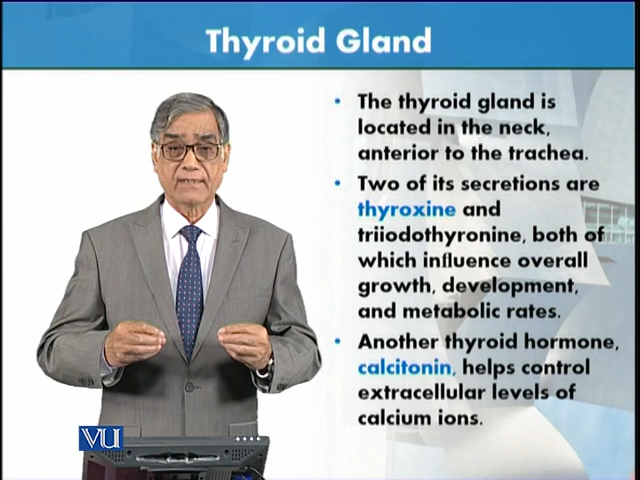 Thyroid Gland
• The thyroid gland is
located in the neck,
anterior to the trachea.
• Two of its secretions are
thyroxine and
triiodothyronine, both of
which influence overall
growth, development,
and metabolic rates.
• Another thyroid hormone,
calcitonin, helps control
extracellular levels of
calcium ions.
VU